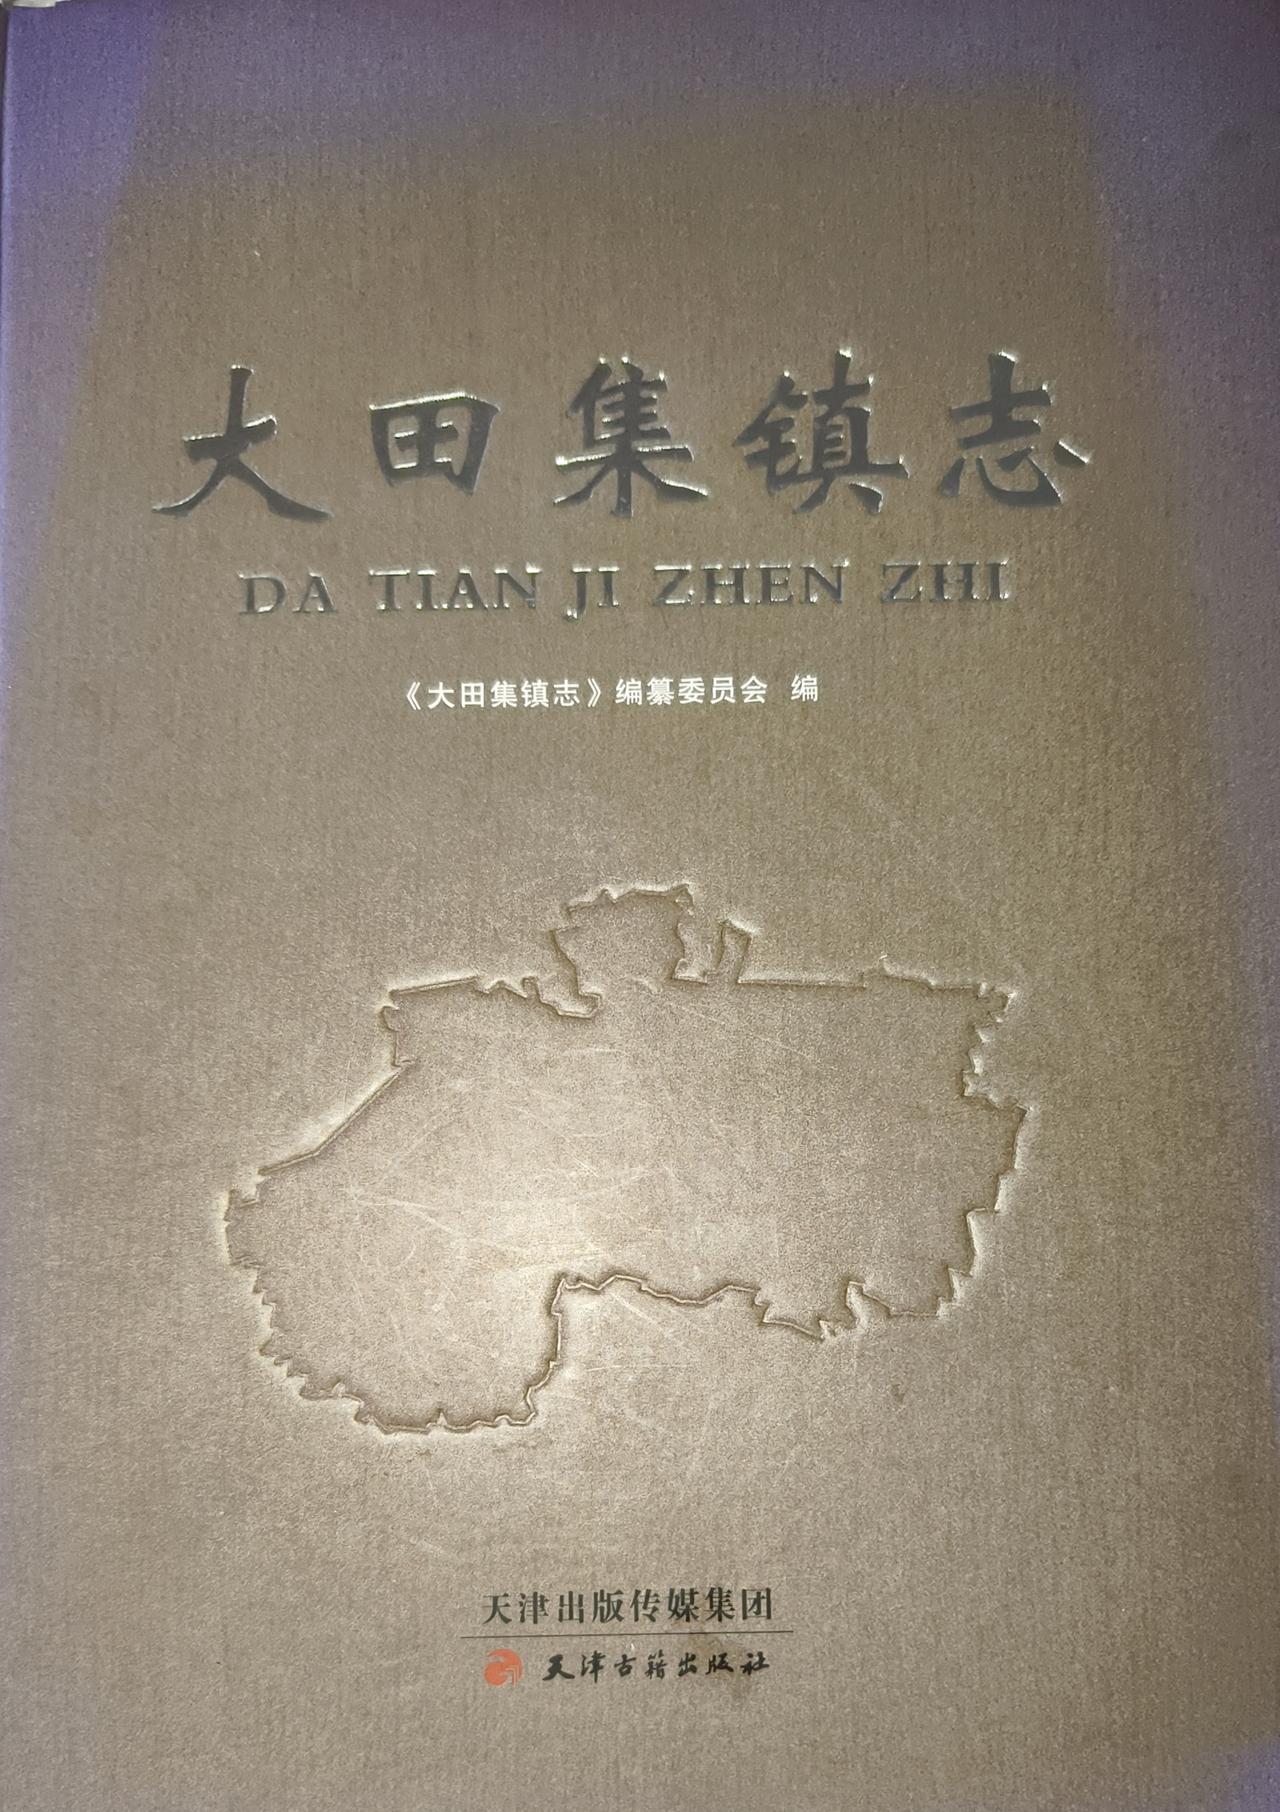 大田集镇志
DA TIAN JI ZHEN ZHI
《大田集镇志》编纂委员会 编
天津出版传媒集团
天津古籍出版社